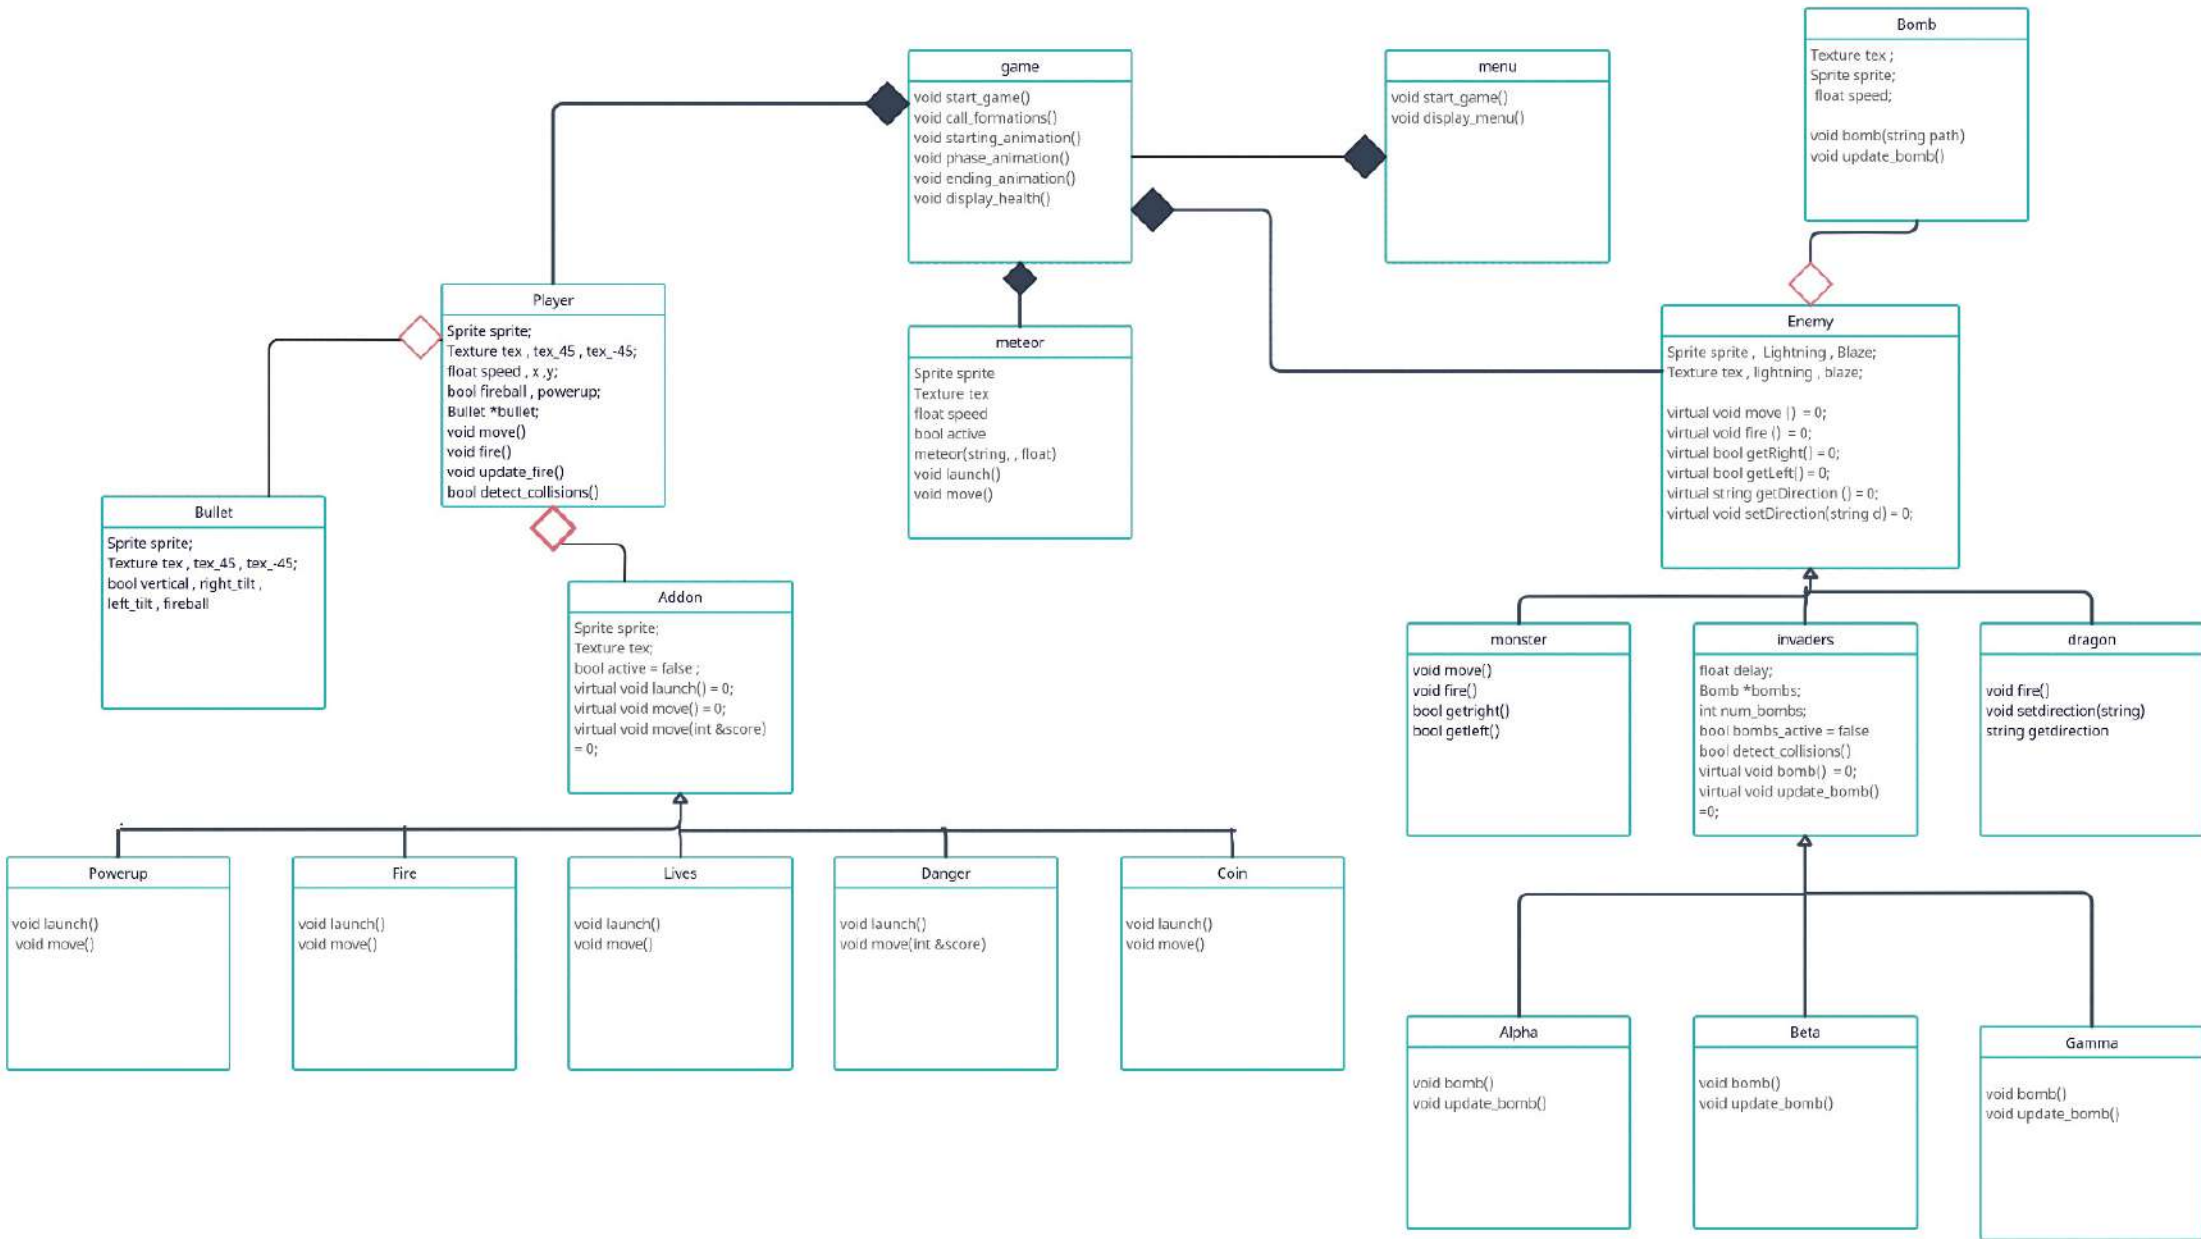 Bomb
Texture tex ;
Sprite sprite;
float speed;
void bomb(string path)
void update_bomb()
game
void start_game()
void call_formations()
void starting_animation()
void phase_animation()
void ending_animation()
void display_health()
menu
void start_game()
void display_menu()
Player
Sprite sprite;
Texture tex , tex_45 , tex_-45;
float speed , x ,y;
bool fireball , powerup;
Bullet *bullet;
void move()
void fire()
void update_fire()
bool detect_collisions()
meteor
Sprite sprite
Texture tex
float speed
bool active
meteor(string, , float)
void launch()
void move()
Enemy
Sprite sprite , Lightning , Blaze;
Texture tex , lightning , blaze;
virtual void move () = 0;
virtual void fire () = 0;
virtual bool getRight() = 0;
virtual bool getLeft() = 0;
virtual string getDirection () = 0;
virtual void setDirection(string d) = 0;
Bullet
Sprite sprite;
Texture tex , tex_45 , tex_-45;
bool vertical , right_tilt ,
left_tilt , fireball
Addon
Sprite sprite;
Texture tex;
bool active = false ;
virtual void launch() = 0;
virtual void move() = 0;
virtual void move(int &score)
= 0;
monster
void move()
void fire()
bool getright()
bool getleft()
invaders
float delay;
Bomb *bombs;
int num_bombs;
bool bombs_active = false
bool detect_collisions()
virtual void bomb() = 0;
virtual void update_bomb()
=0;
dragon
void fire()
void setdirection(string)
string getdirection
Powerup
void launch()
void move()
Fire
void launch()
void move()
Lives
void launch()
void move()
Danger
void launch()
void move(int &score)
Coin
void launch()
void move()
Alpha
void bomb()
void update_bomb()
Beta
void bomb()
void update_bomb()
Gamma
void bomb()
void update_bomb()